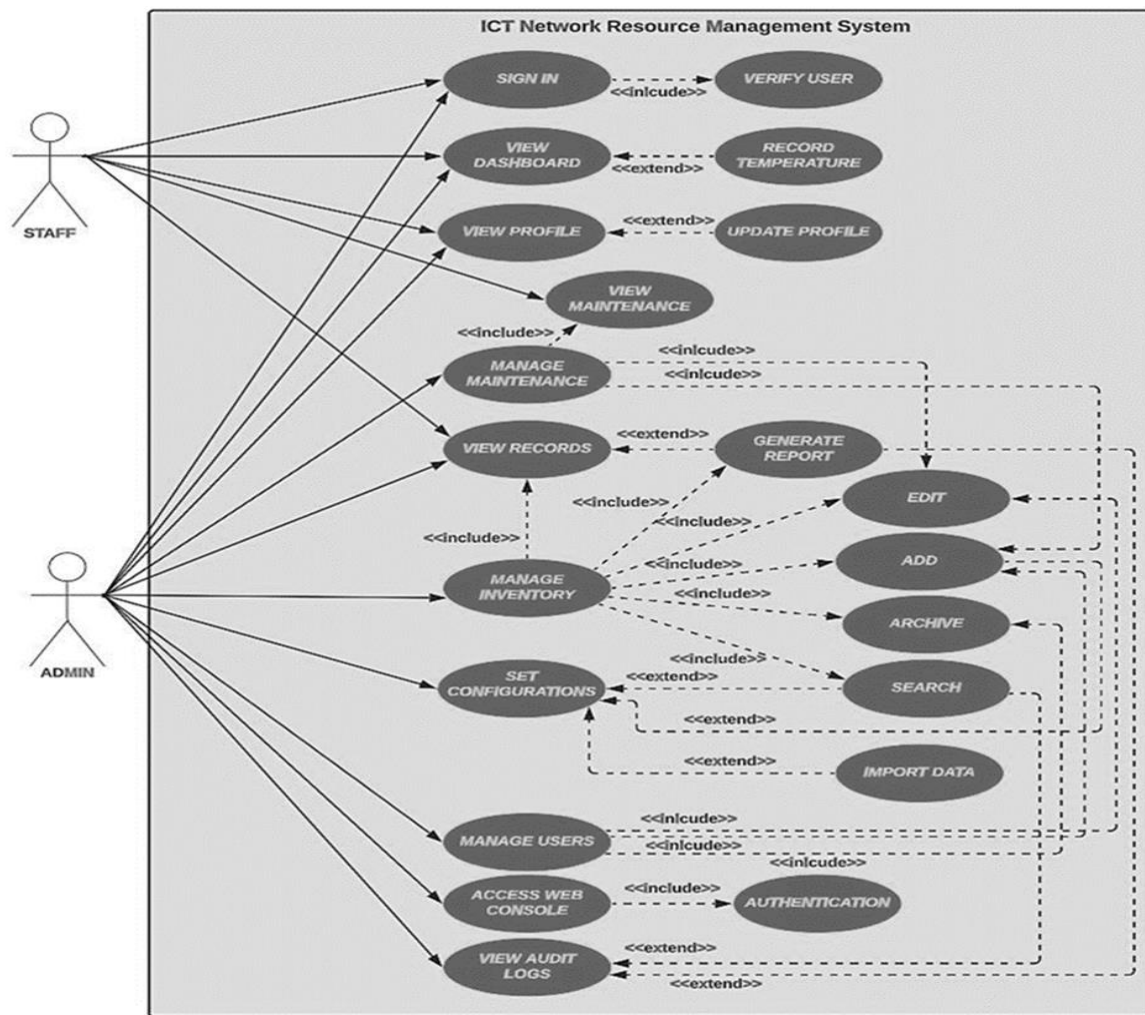 ICT Network Resource Management System
SIGN IN
<<inlcude>>
VERIFY USER
VIEW
DASHBOARD
<<extend>>
RECORD
TEMPERATURE
STAFF
VIEW PROFILE
<<extend>>
UPDATE PROFILE
VIEW
MAINTENANCE
<<include>>
MANAGE
MAINTENANCE
<<inlcude>>
<<inlcude>>
VIEW RECORDS
<<extend>>
GENERATE
REPORT
<<include>>
EDIT
<<include>>
<<include>>
ADD
<<include>>
MANAGE
INVENTORY
<<include>>
ARCHIVE
ADMIN
<<include>>
SET
CONFIGURATIONS
<<extend>>
SEARCH
<<extend>>
<<extend>>
IMPORT DATA
MANAGE USERS
<<inlcude>>
<<inlcude>>
<<inlcude>>
ACCESS WEB
CONSOLE
<<include>>
AUTHENTICATION
VIEW AUDIT
LOGS
<<extend>>
<<extend>>